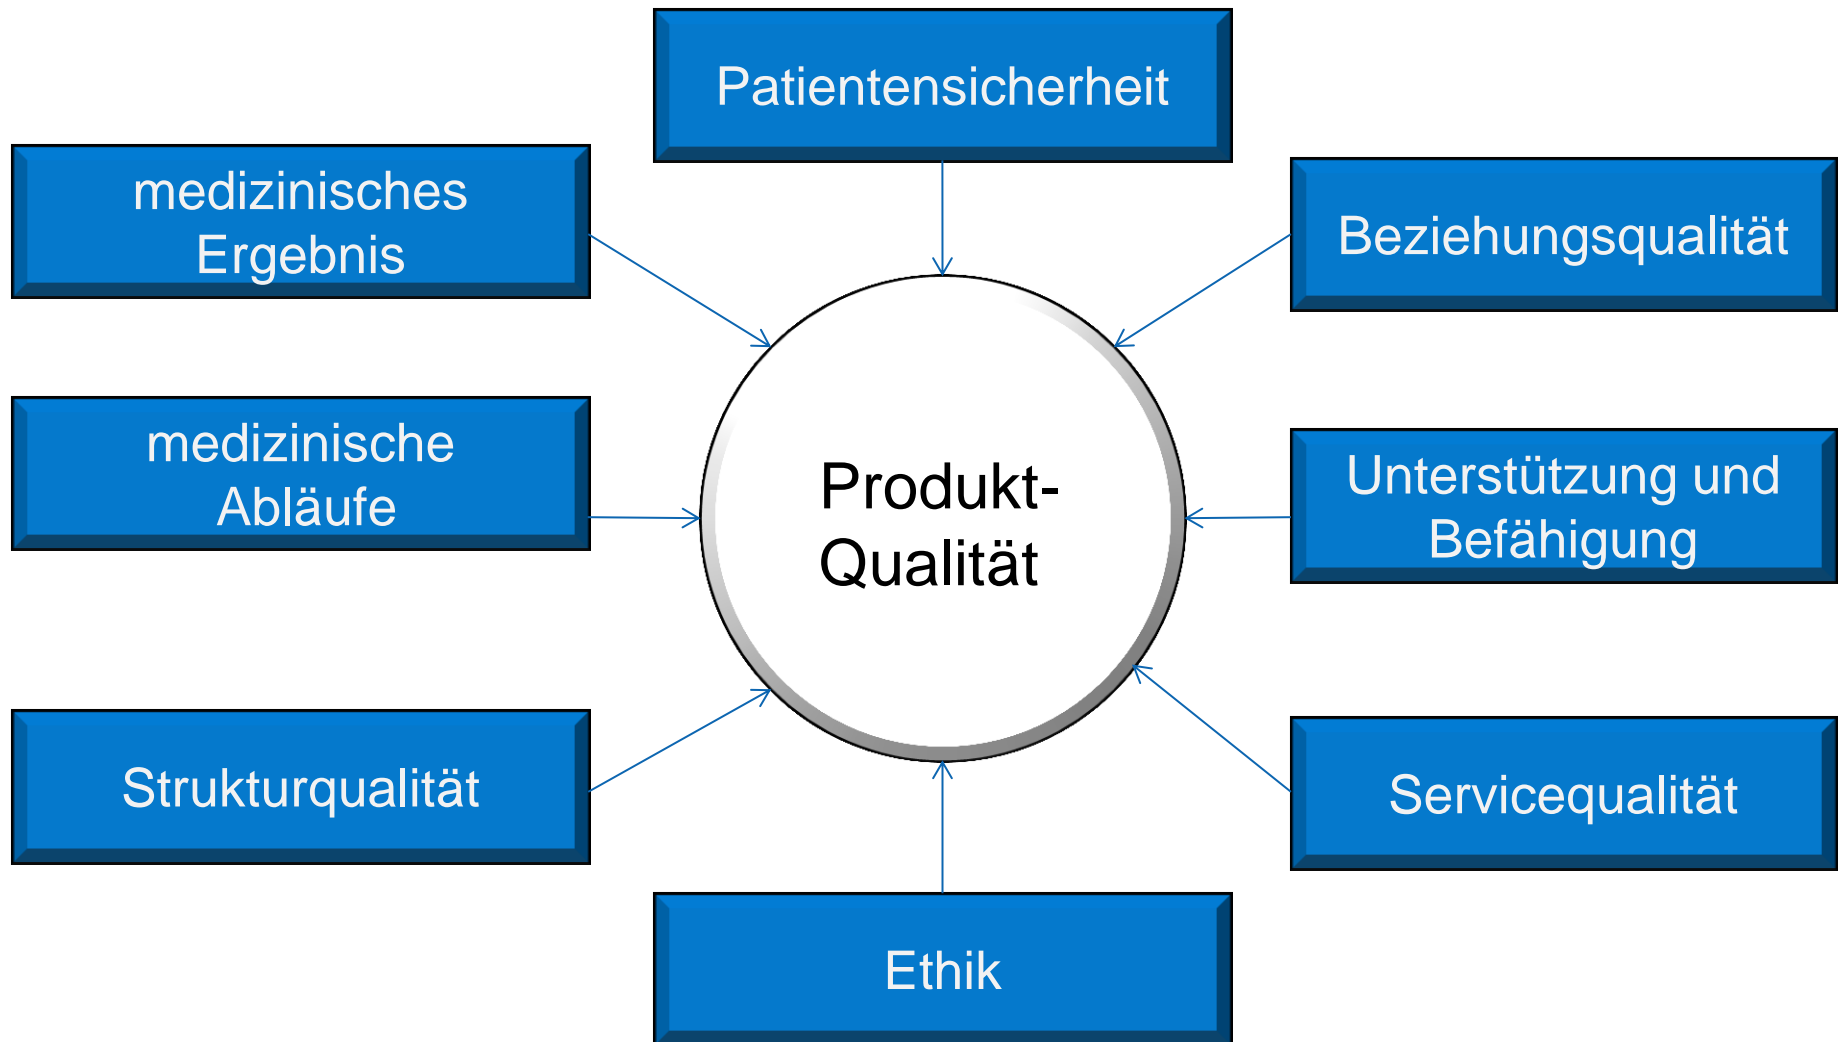 Patientensicherheit
medizinisches
Ergebnis
Beziehungsqualität
medizinische
Abläufe
Produkt-
Qualität
Unterstützung und
Befähigung
Strukturqualität
Servicequalität
Ethik